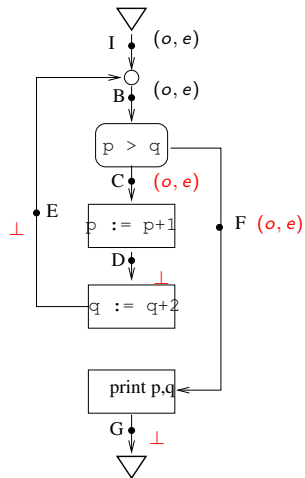 I (o, e)
B (o, e)
p > q
C (o, e)
E
F (o, e)
⊥
p := p+1
D
⊥
q := q+2
print p,q
G ⊥